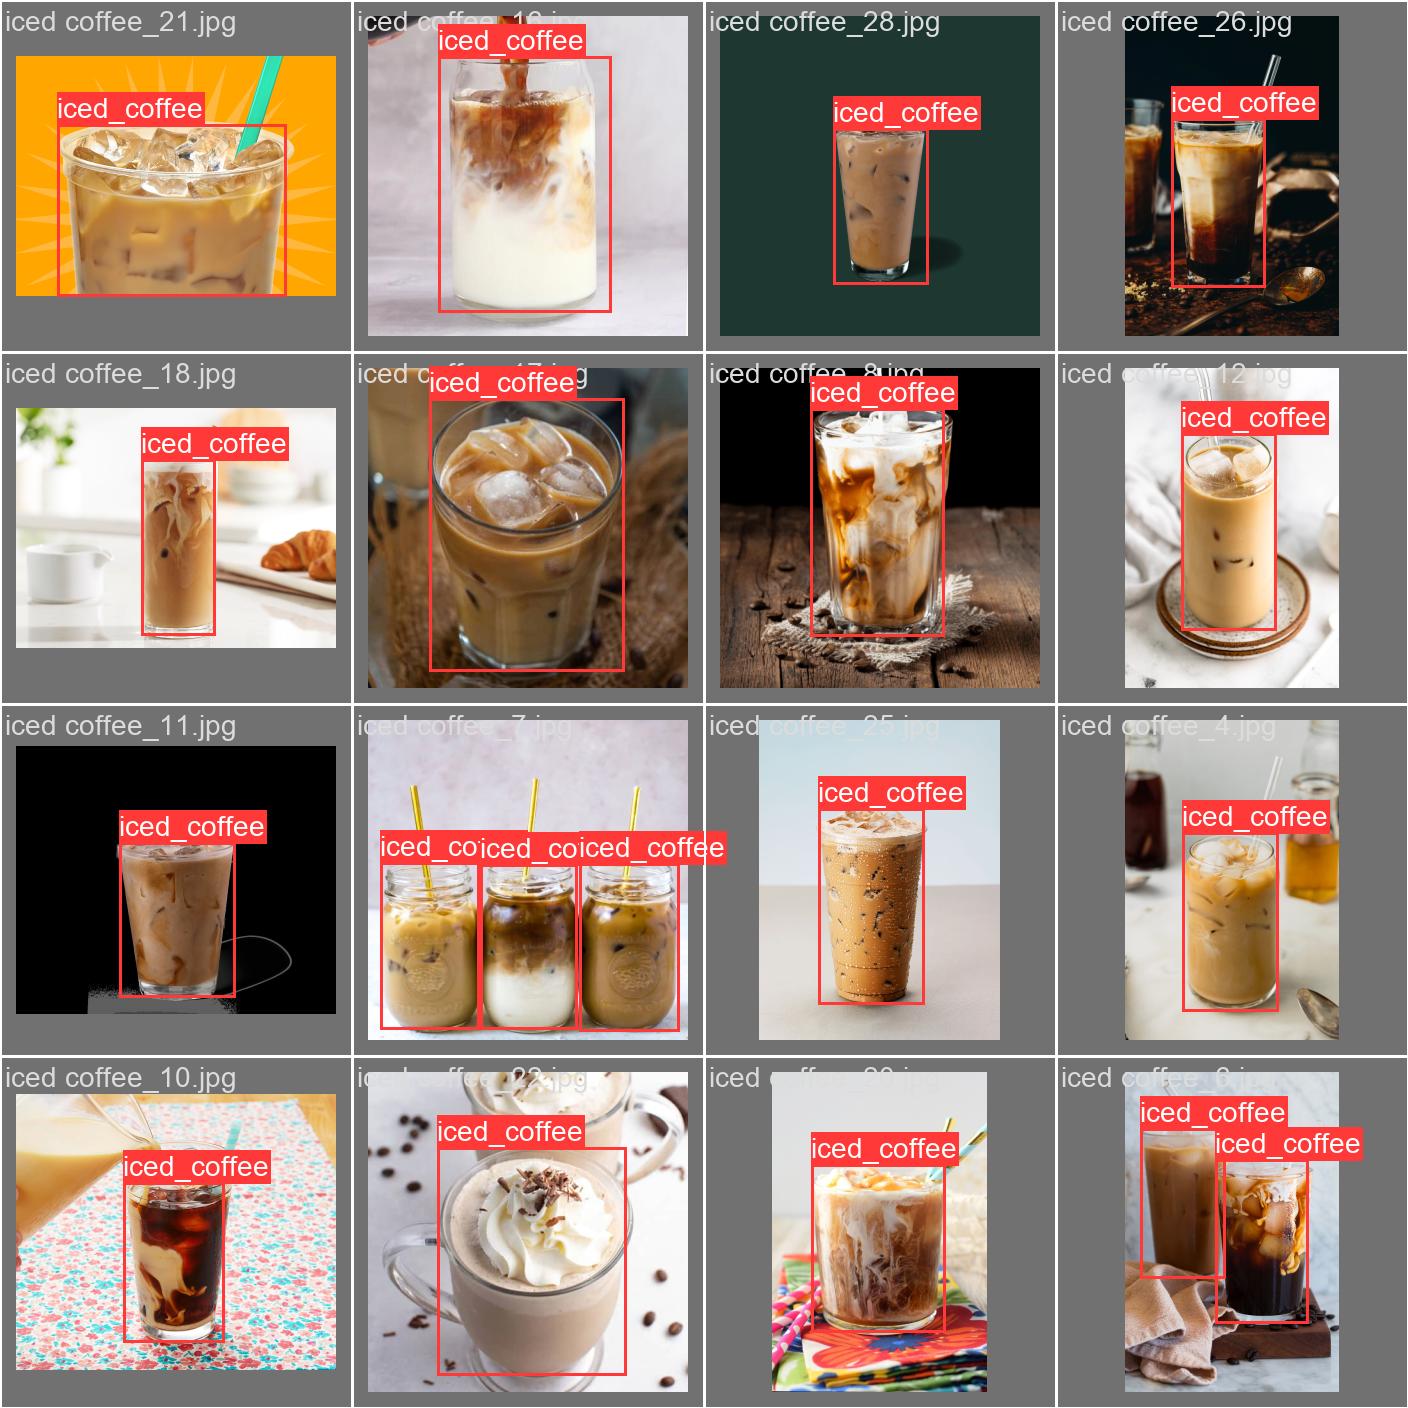 iced coffee_21.jpg
iced coffee_16.jpg
iced coffee_28.jpg
iced coffee_26.jpg
iced_coffee
iced_coffee
iced_coffee
iced_coffee
iced coffee_18.jpg
iced coffee_17.jpg
iced coffee_8.jpg
iced coffee_12.jpg
iced_coffee
iced_coffee
iced_coffee
iced_coffee
iced coffee_11.jpg
iced coffee_7.jpg
iced coffee_25.jpg
iced coffee_4.jpg
iced_coffee
iced_co
iced_co
iced_coffee
iced_coffee
iced_coffee
iced coffee_10.jpg
iced coffee_22.jpg
iced coffee_20.jpg
iced coffee_6.jpg
iced_coffee
iced_coffee
iced_coffee
iced_coffee
iced_coffee